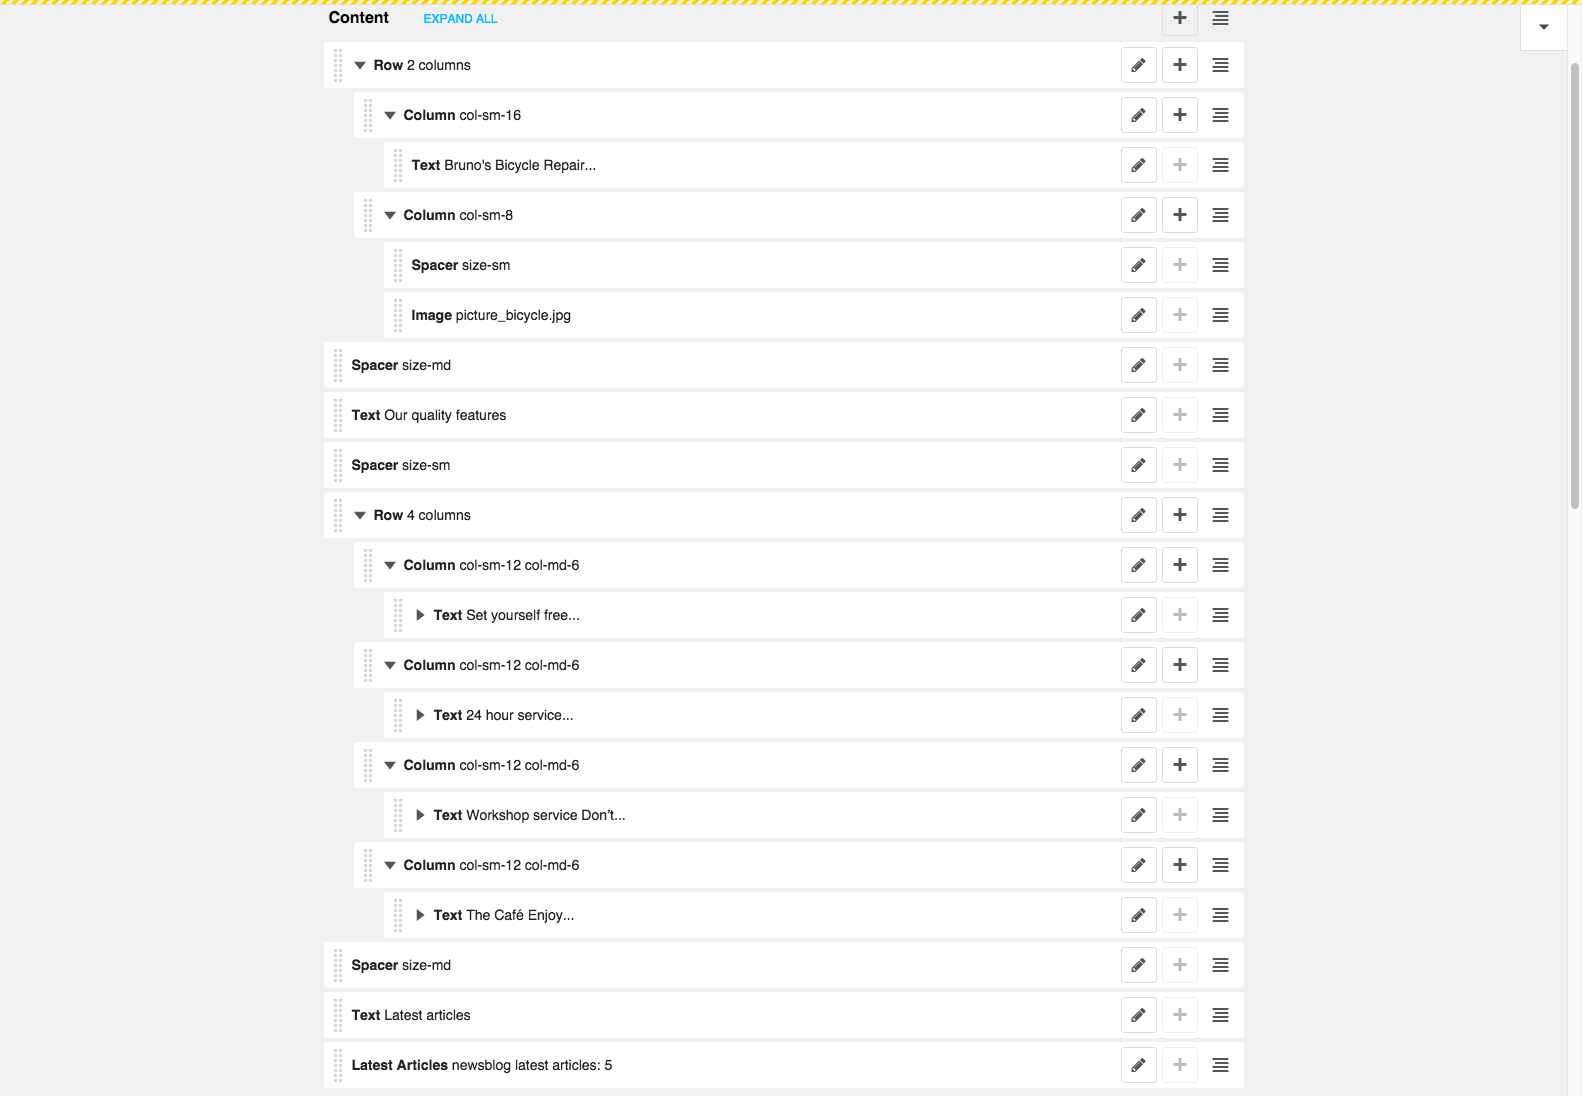 Content EXPAND ALL
Row 2 columns
Column col-sm-16
Text Bruno's Bicycle Repair...
Column col-sm-8
Spacer size-sm
Image picture_bicycle.jpg
Spacer size-md
Text Our quality features
Spacer size-sm
Row 4 columns
Column col-sm-12 col-md-6
Text Set yourself free...
Column col-sm-12 col-md-6
Text 24 hour service...
Column col-sm-12 col-md-6
Text Workshop service Don’t...
Column col-sm-12 col-md-6
Text The Café Enjoy...
Spacer size-md
Text Latest articles
Latest Articles newsblog latest articles: 5